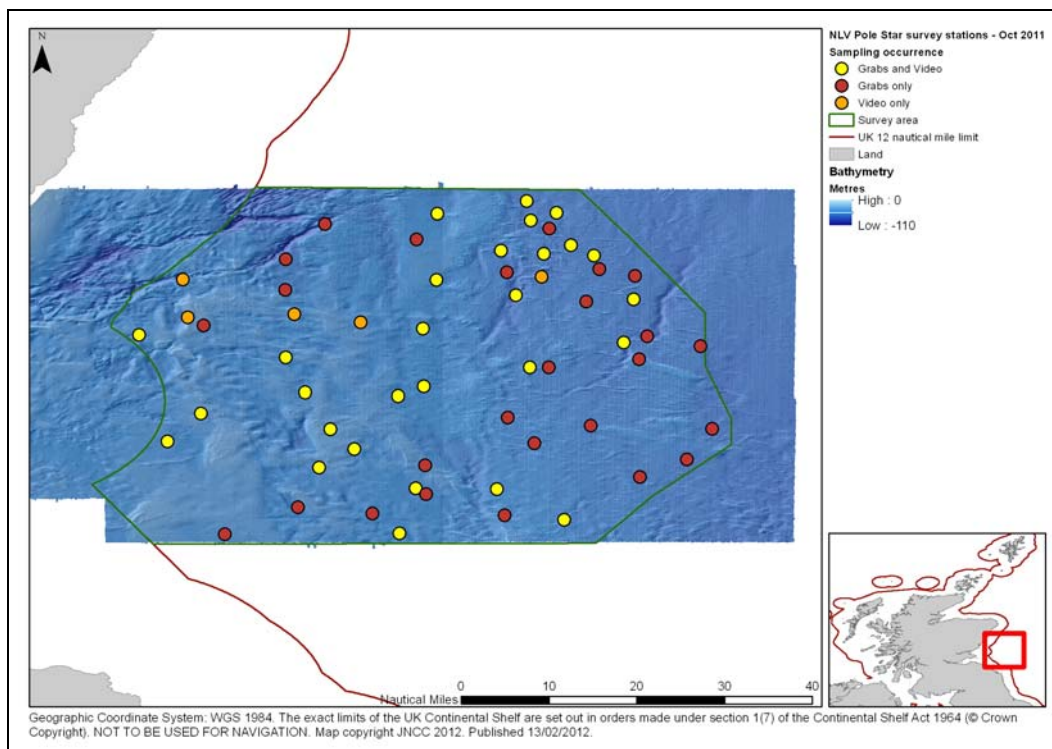 N
NLV Pole Star survey stations - Oct 2011
Sampling occurrence
Grabs and Video
Grabs only
Video only
Survey area
UK 12 nautical mile limit
Land
Bathymetry
Metres
High : 0
Low : -110
Nautical Miles
0 10 20 30 40
Geographic Coordinate System: WGS 1984. The exact limits of the UK Continental Shelf are set out in orders made under section 1(7) of the Continental Shelf Act 1964 (© Crown
Copyright). NOT TO BE USED FOR NAVIGATION. Map copyright JNCC 2012. Published 13/02/2012.